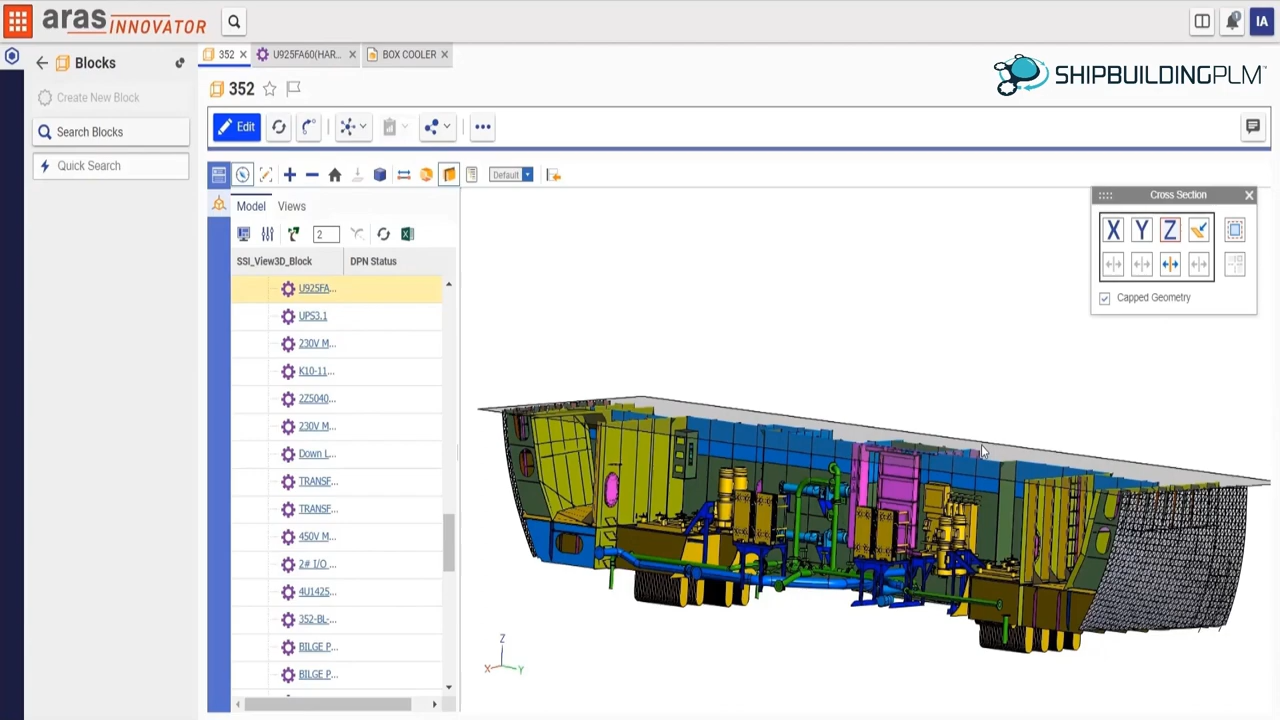 aras INNOVATOR
IA
Blocks
352
U925FA60(HAR...
BOX COOLER
Create New Block
Search Blocks
Quick Search
352
SHIPBUILDINGPLM™
Edit
Default
Cross Section
Model Views
X Y Z
2
SSI_View3D_Block DPN Status
Capped Geometry
U925FA...
UPS3.1
230V M...
K10-11...
2Z5040...
230V M...
Down L...
TRANSF...
TRANSF...
450V M...
2# I/O ...
4U1425...
352-BL-...
BILGE P...
BILGE P...
Z
X Y